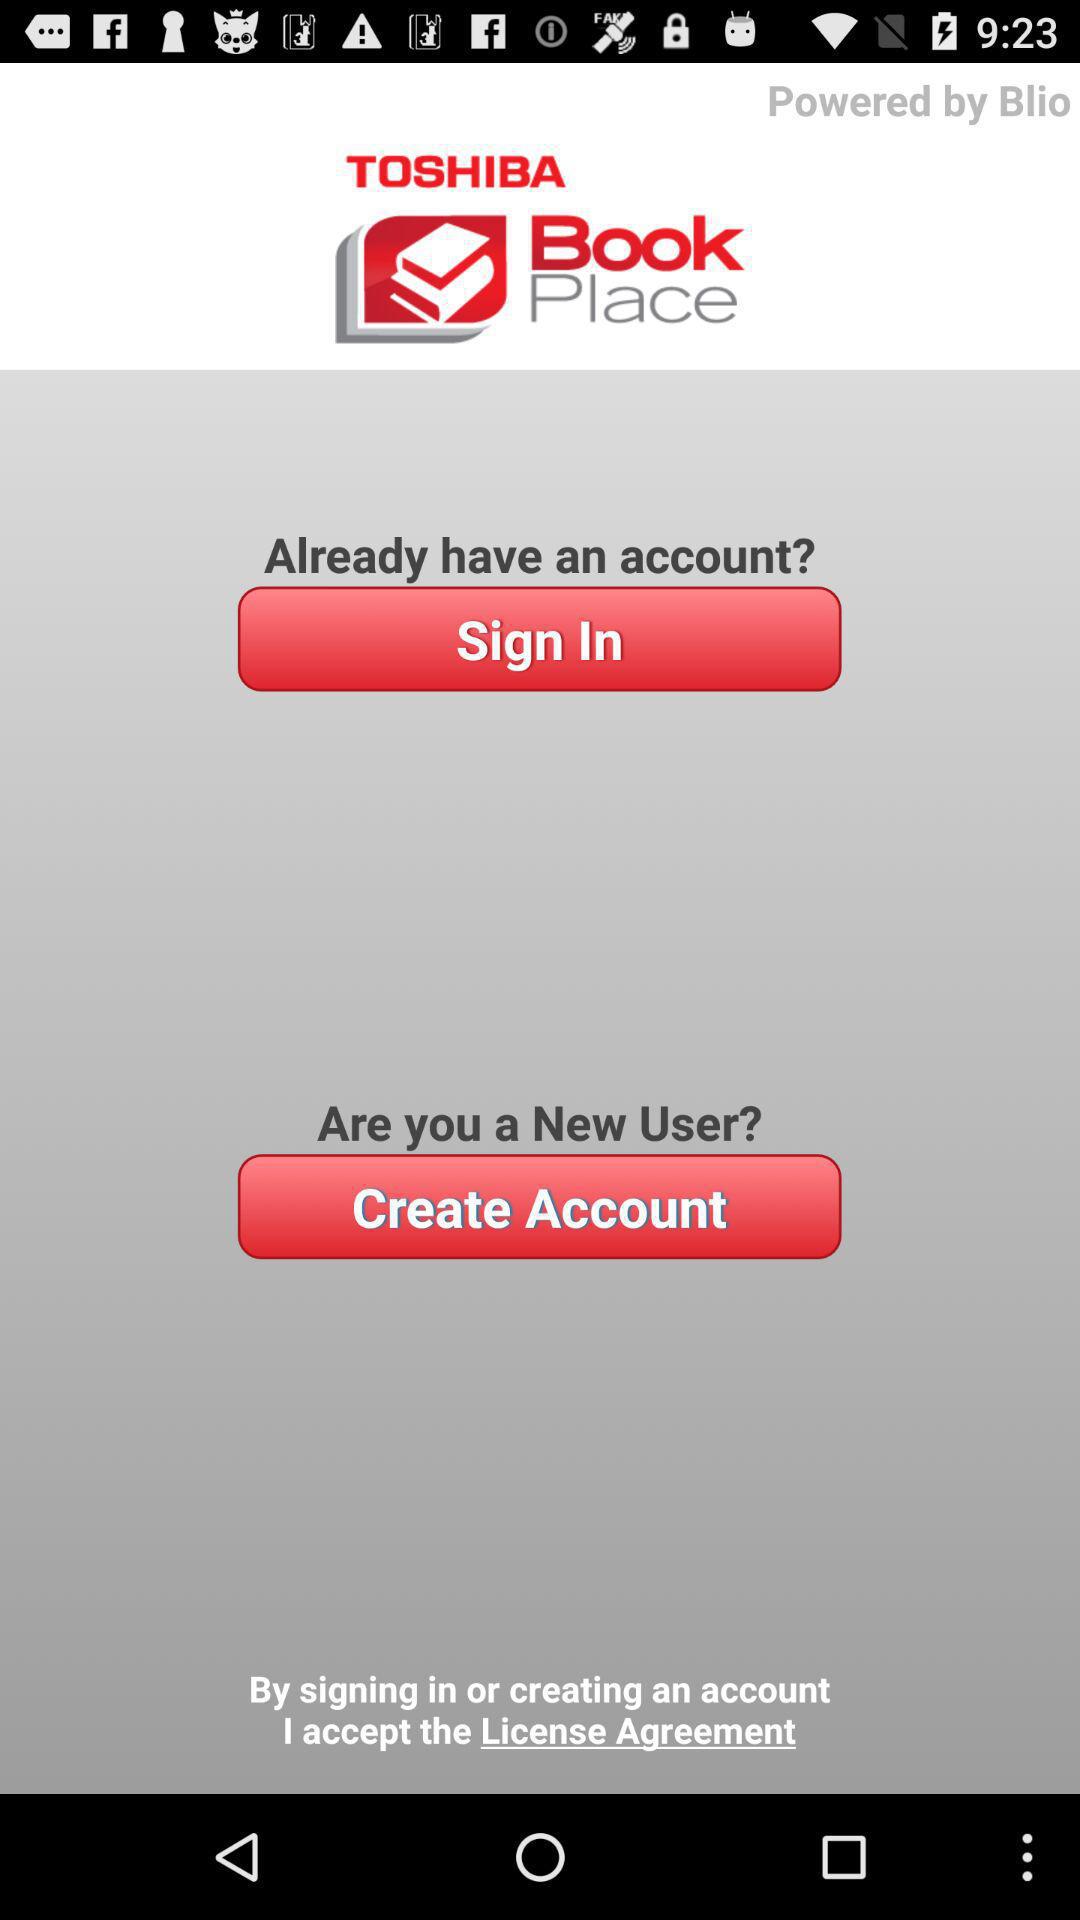 9:23
Powered by Blio
TOSHIBA
Book
Place
Already have an account?
Sign In
Are you a New User?
Create Account
By signing in or creating an account
I accept the License Agreement